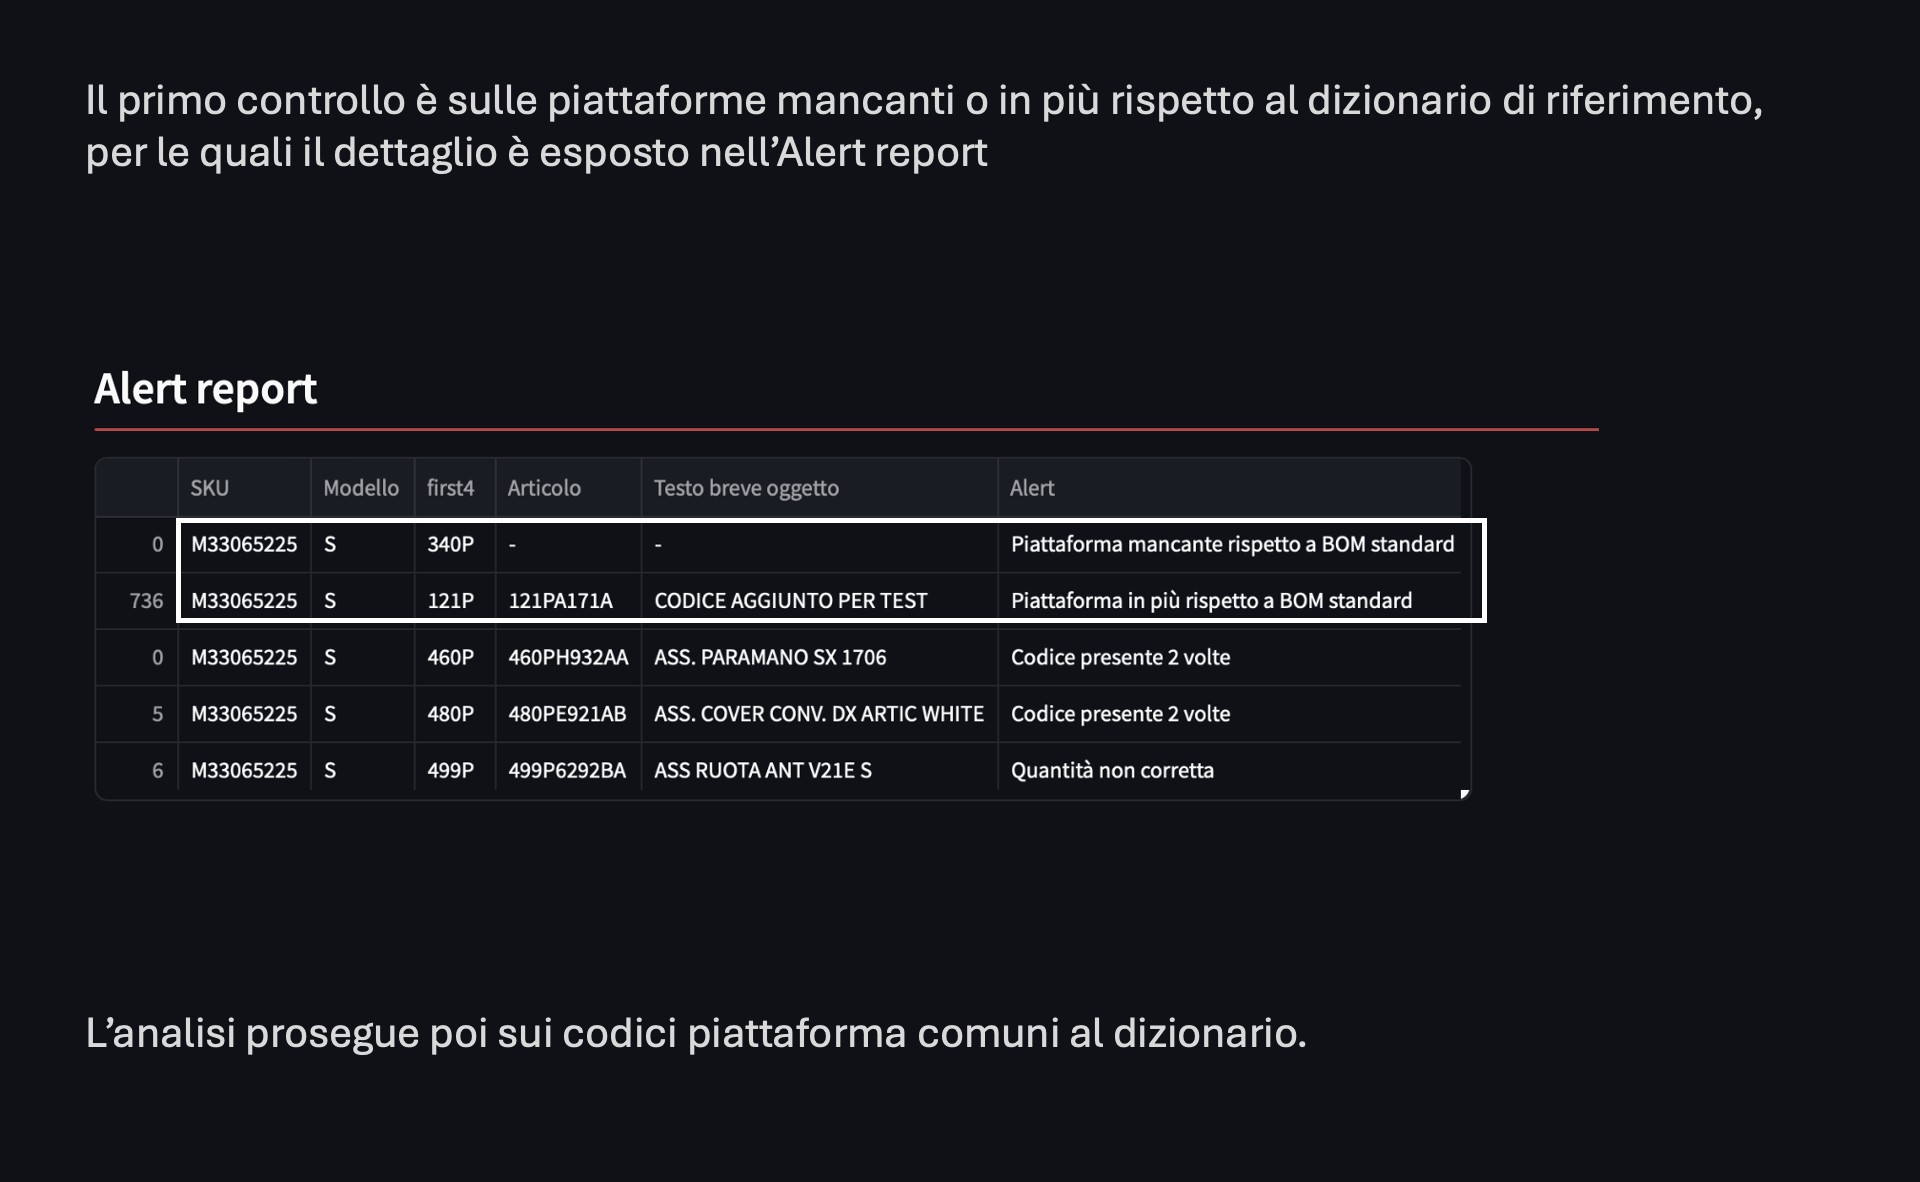 Il primo controllo è sulle piattaforme mancanti o in più rispetto al dizionario di riferimento,
per le quali il dettaglio è esposto nell’Alert report
Alert report
SKU Modello first4 Articolo Testo breve oggetto Alert
0 M33065225 S 340P - - Piattaforma mancante rispetto a BOM standard
736 M33065225 S 121P 121PA171A CODICE AGGIUNTO PER TEST Piattaforma in più rispetto a BOM standard
0 M33065225 S 460P 460PH932AA ASS. PARAMANO SX 1706 Codice presente 2 volte
5 M33065225 S 480P 480PE921AB ASS. COVER CONV. DX ARTIC WHITE Codice presente 2 volte
6 M33065225 S 499P 499P6292BA ASS RUOTA ANT V21E S Quantità non corretta
L’analisi prosegue poi sui codici piattaforma comuni al dizionario.